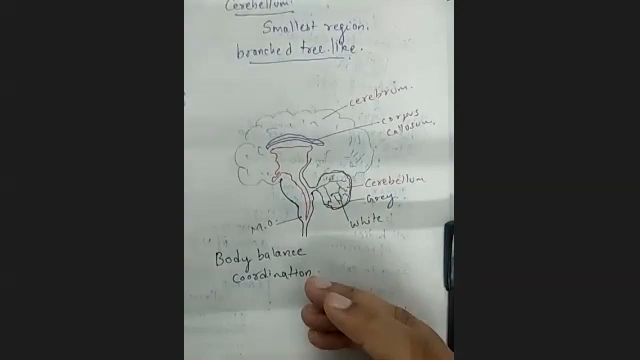 Cerebellum.
Smallest region.
branched tree like.
cerebrum.
corpus
callosum.
Cerebellum
Grey
White
M.O
Body balance
coordination.